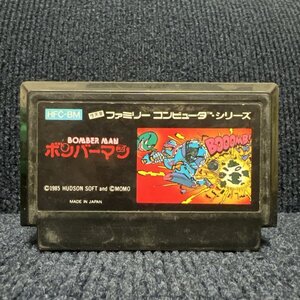 HFC-BM
ファミリー コンピュータ・シリーズ
BOMBER MAN
ボンバーマン
BOOOMB!
©1985 HUDSON SOFT and ©MOMO
MADE IN JAPAN